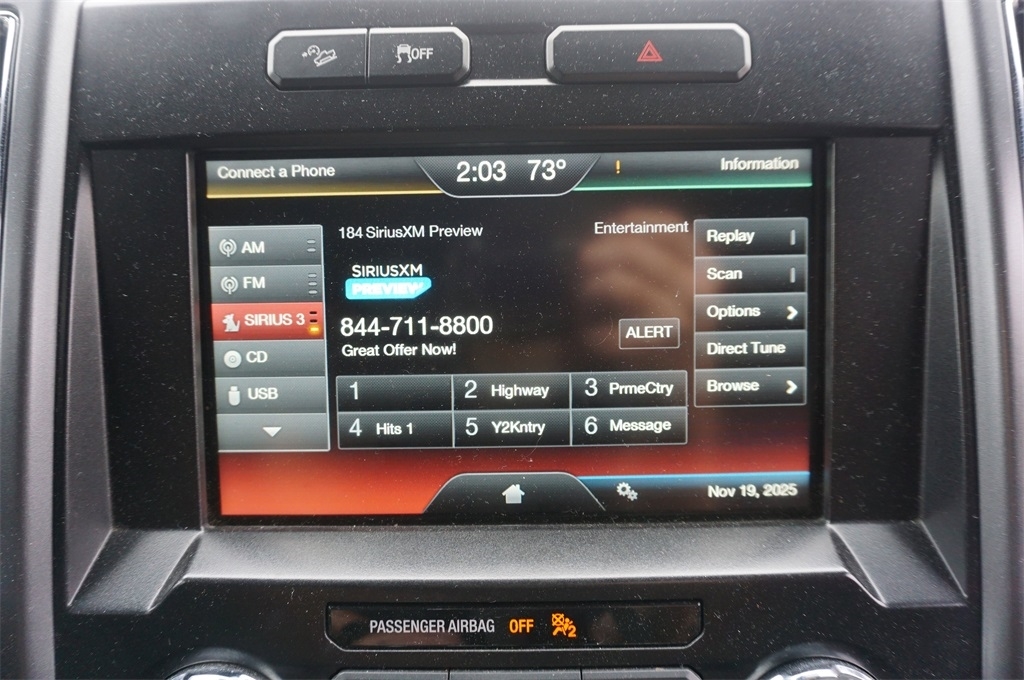 OFF
Connect a Phone
2:03 73°
!
Information
AM
FM
SIRIUS 3
CD
USB
184 SiriusXM Preview
Entertainment
SIRIUSXM
PREVIEW
844-711-8800
Great Offer Now!
ALERT
1
2 Highway
3 PrmeCtry
4 Hits 1
5 Y2Kntry
6 Message
Replay
Scan
Options
Direct Tune
Browse
Nov 19, 2025
PASSENGER AIRBAG OFF
2